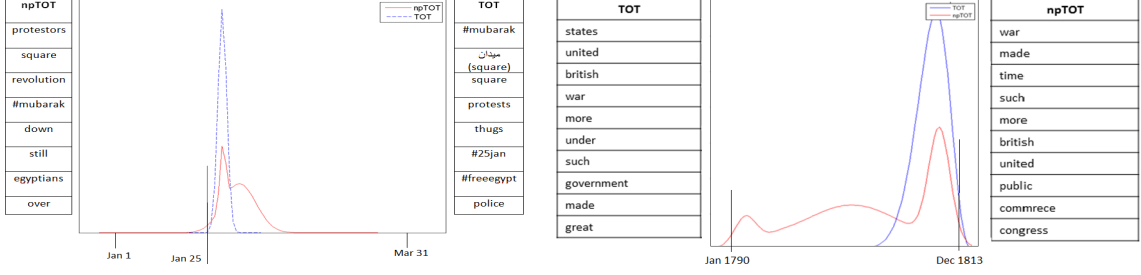 npTOT
protestors
square
revolution
#mubarak
down
still
egyptians
over
npTOT
TOT
Jan 1
Jan 25
Mar 31
TOT
#mubarak
ميدان
(square)
square
protests
thugs
#25jan
#freeegypt
police
TOT
states
united
british
war
more
under
such
government
made
great
TOT
npTOT
Jan 1790
Dec 1813
npTOT
war
made
time
such
more
british
united
public
commrece
congress